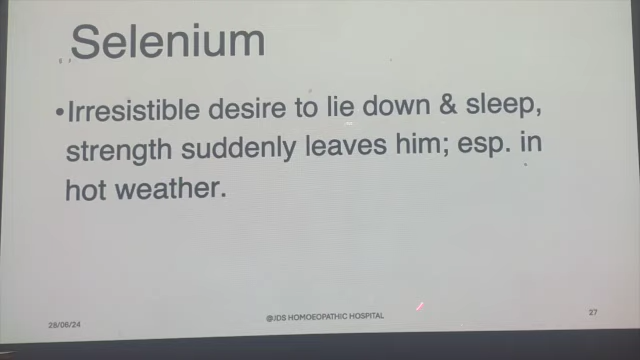 Selenium
•Irresistible desire to lie down & sleep,
strength suddenly leaves him; esp. in
hot weather.
28/06/24
@JDS HOMOEOPATHIC HOSPITAL
27